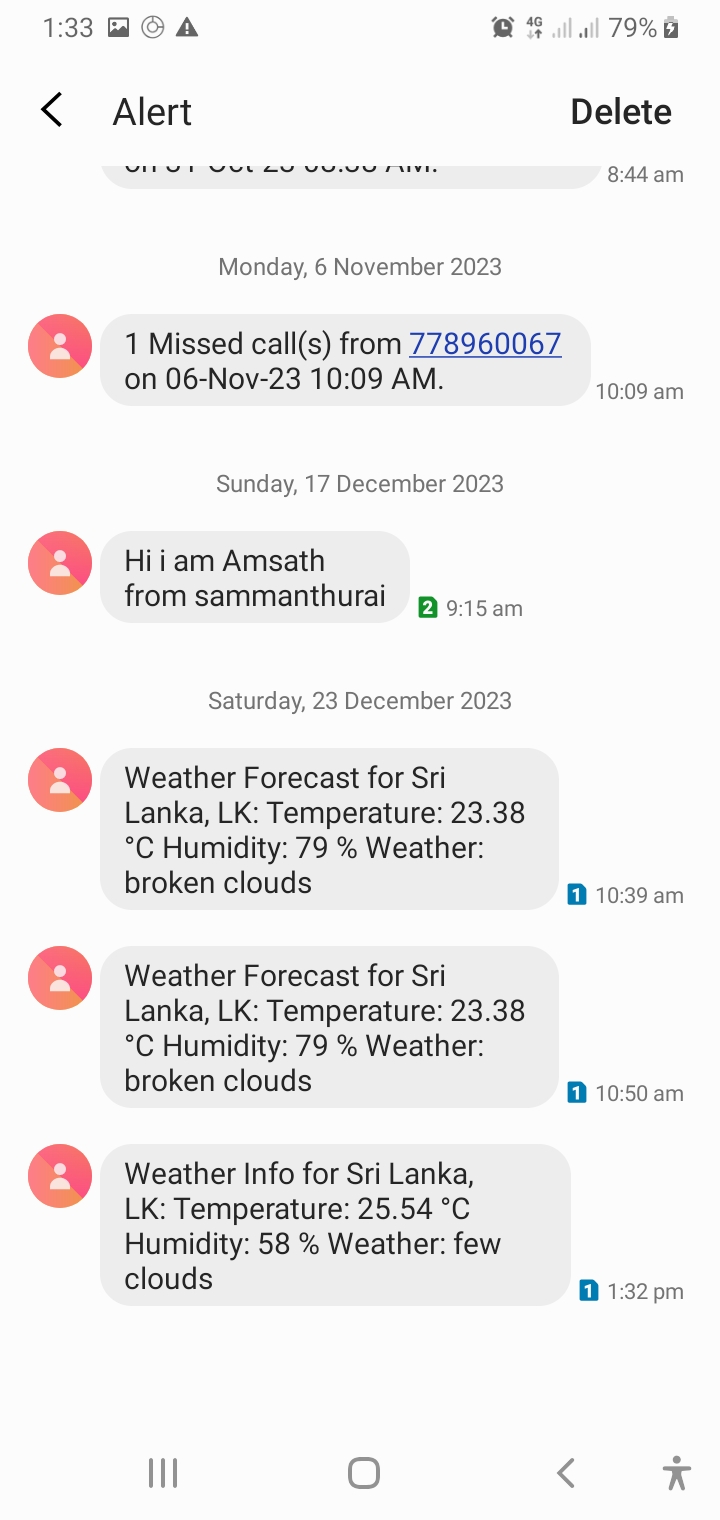 1:33
4G
79%
Alert
Delete
8:44 am
Monday, 6 November 2023
1 Missed call(s) from 778960067
on 06-Nov-23 10:09 AM.
10:09 am
Sunday, 17 December 2023
Hi i am Amsath
from sammanthurai
2 9:15 am
Saturday, 23 December 2023
Weather Forecast for Sri
Lanka, LK: Temperature: 23.38
°C Humidity: 79 % Weather:
broken clouds
1 10:39 am
Weather Forecast for Sri
Lanka, LK: Temperature: 23.38
°C Humidity: 79 % Weather:
broken clouds
1 10:50 am
Weather Info for Sri Lanka,
LK: Temperature: 25.54 °C
Humidity: 58 % Weather: few
clouds
1 1:32 pm